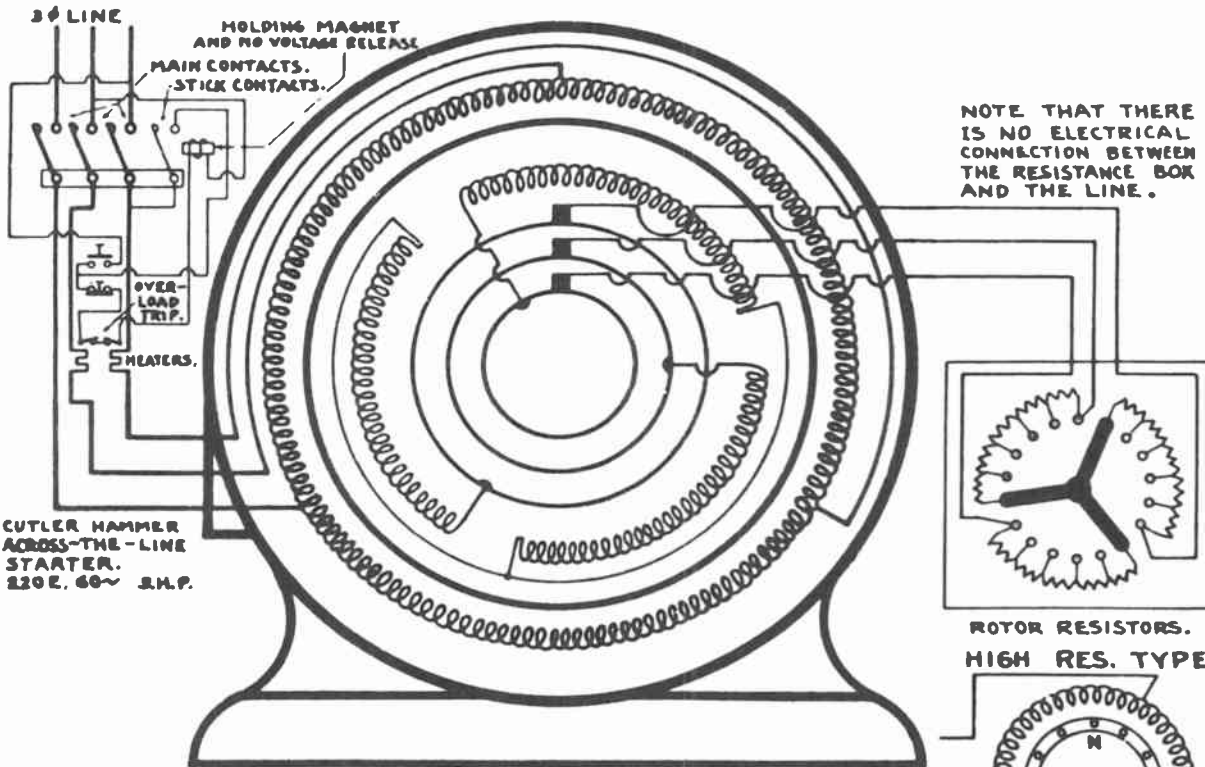 3φ LINE
HOLDING MAGNET
AND NO VOLTAGE RELEASE
MAIN CONTACTS.
STICK CONTACTS.
NOTE THAT THERE
IS NO ELECTRICAL
CONNECTION BETWEEN
THE RESISTANCE BOX
AND THE LINE.
OVER-
LOAD
TRIP.
HEATERS.
CUTLER HAMMER
ACROSS-THE-LINE
STARTER.
220 E, 60~ 2 H.P.
ROTOR RESISTORS.
HIGH RES. TYPE
N